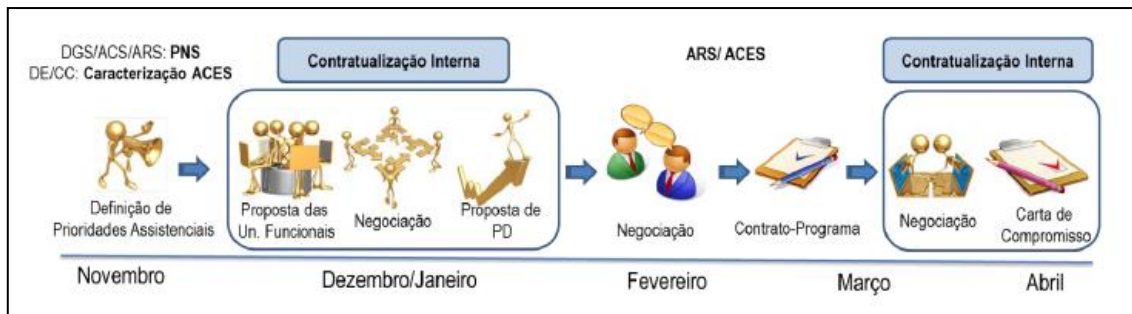 DGS/ACS/ARS: PNS
DE/CC: Caracterização ACES
Contratualização Interna
ARS/ ACES
Contratualização Interna
Definição de
Prioridades Assistenciais
Proposta das
Un. Funcionais
Negociação
Proposta de
PD
Negociação
Contrato-Programa
Negociação
Carta de
Compromisso
Novembro
Dezembro/Janeiro
Fevereiro
Março
Abril